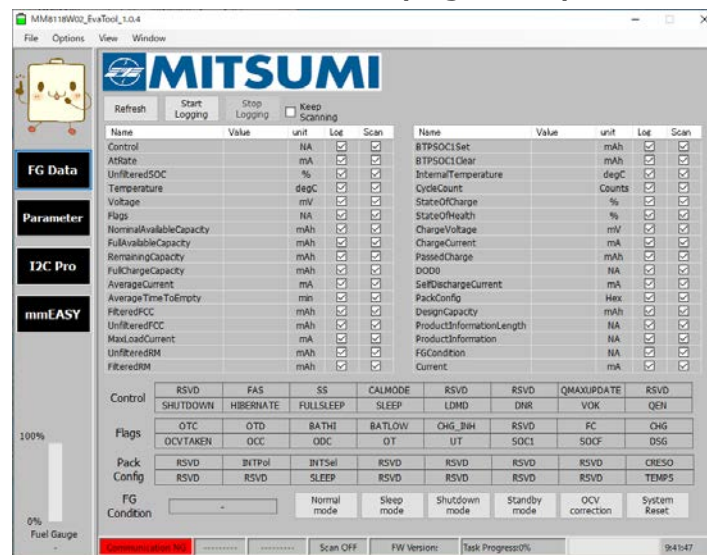 MM8118W02_EvaTool_1.0.4
File Options View Window
MITSUMI
Refresh Start Logging Stop Logging Keep Scanning
FG Data
Parameter
I2C Pro
mmEASY
100%
0%
Fuel Gauge
-
Name Value unit Log Scan
Control NA
AtRate mA
UnfilteredSOC %
Temperature degC
Voltage mV
Flags NA
NominalAvailableCapacity mAh
FullAvailableCapacity mAh
RemainingCapacity mAh
FullChargeCapacity mAh
AverageCurrent mA
AverageTimeToEmpty min
FilteredFCC mAh
UnfilteredFCC mAh
MaxLoadCurrent mA
UnfilteredRM mAh
FilteredRM mAh
Name Value unit Log Scan
BTPSOC1Set mAh
BTPSOC1Clear mAh
InternalTemperature degC
CycleCount Counts
StateOfCharge %
StateOfHealth %
ChargeVoltage mV
ChargeCurrent mA
PassedCharge mAh
DOD0 NA
SelfDischargeCurrent mA
PackConfig Hex
DesignCapacity mAh
ProductInformationLength NA
ProductInformation NA
FGCondition NA
Current mA
Control
RSVD FAS SS CALMODE RSVD RSVD QMAXUPDATE RSVD
SHUTDOWN HIBERNATE FULLSLEEP SLEEP LDMD DNR VOK QEN
Flags
OTC OTD BATHI BATLOW CHG_INH RSVD FC CHG
OCVTAKEN OCC ODC OT UT SOC1 SOCF DSG
Pack Config
RSVD INTPol INTSel RSVD RSVD RSVD RSVD CRESO
RSVD RSVD SLEEP RSVD RSVD RSVD RSVD TEMPS
FG Condition - Normal mode Sleep mode Shutdown mode Standby mode OCV correction System Reset
Communication NG --------- --------- Scan OFF FW Version: Task Progress:0% 9:41:47